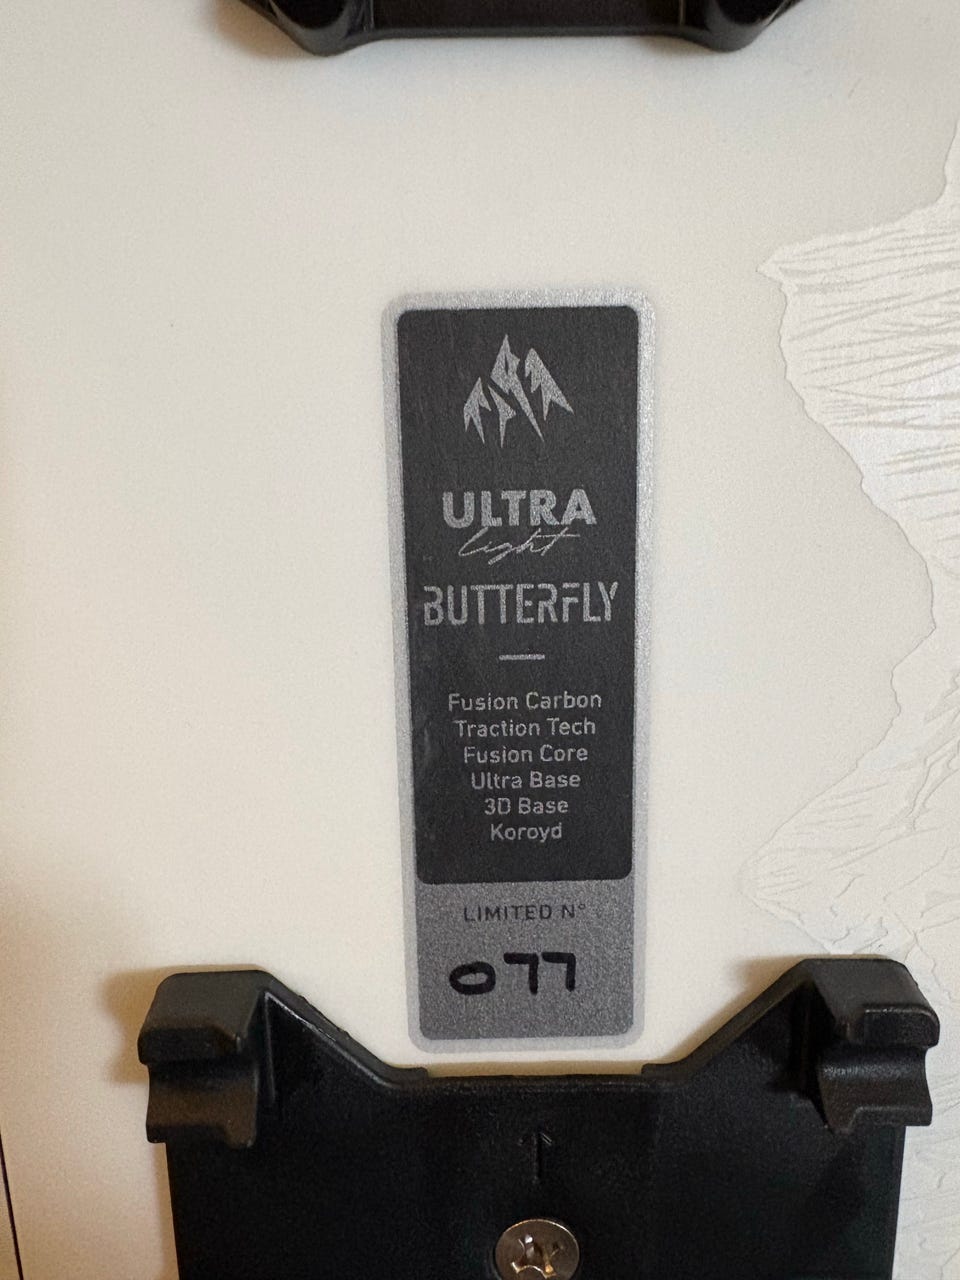 ULTRA
light
BUTTERFLY
Fusion Carbon
Traction Tech
Fusion Core
Ultra Base
3D Base
Koroyd
LIMITED N°
077